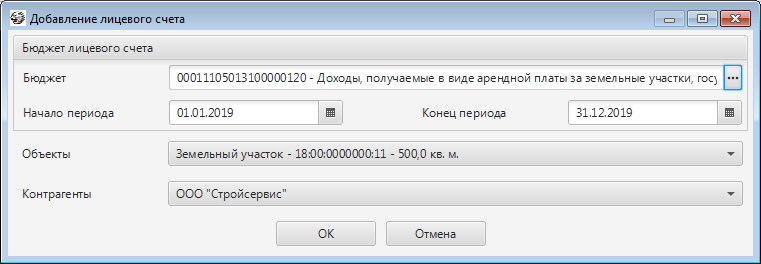 Добавление лицевого счета
Бюджет лицевого счета
Бюджет 00011105013100000120 - Доходы, получаемые в виде арендной платы за земельные участки, госу ...
Начало периода 01.01.2019 Конец периода 31.12.2019
Объекты Земельный участок - 18:00:0000000:11 - 500,0 кв. м.
Контрагенты ООО "Стройсервис"
ОК Отмена